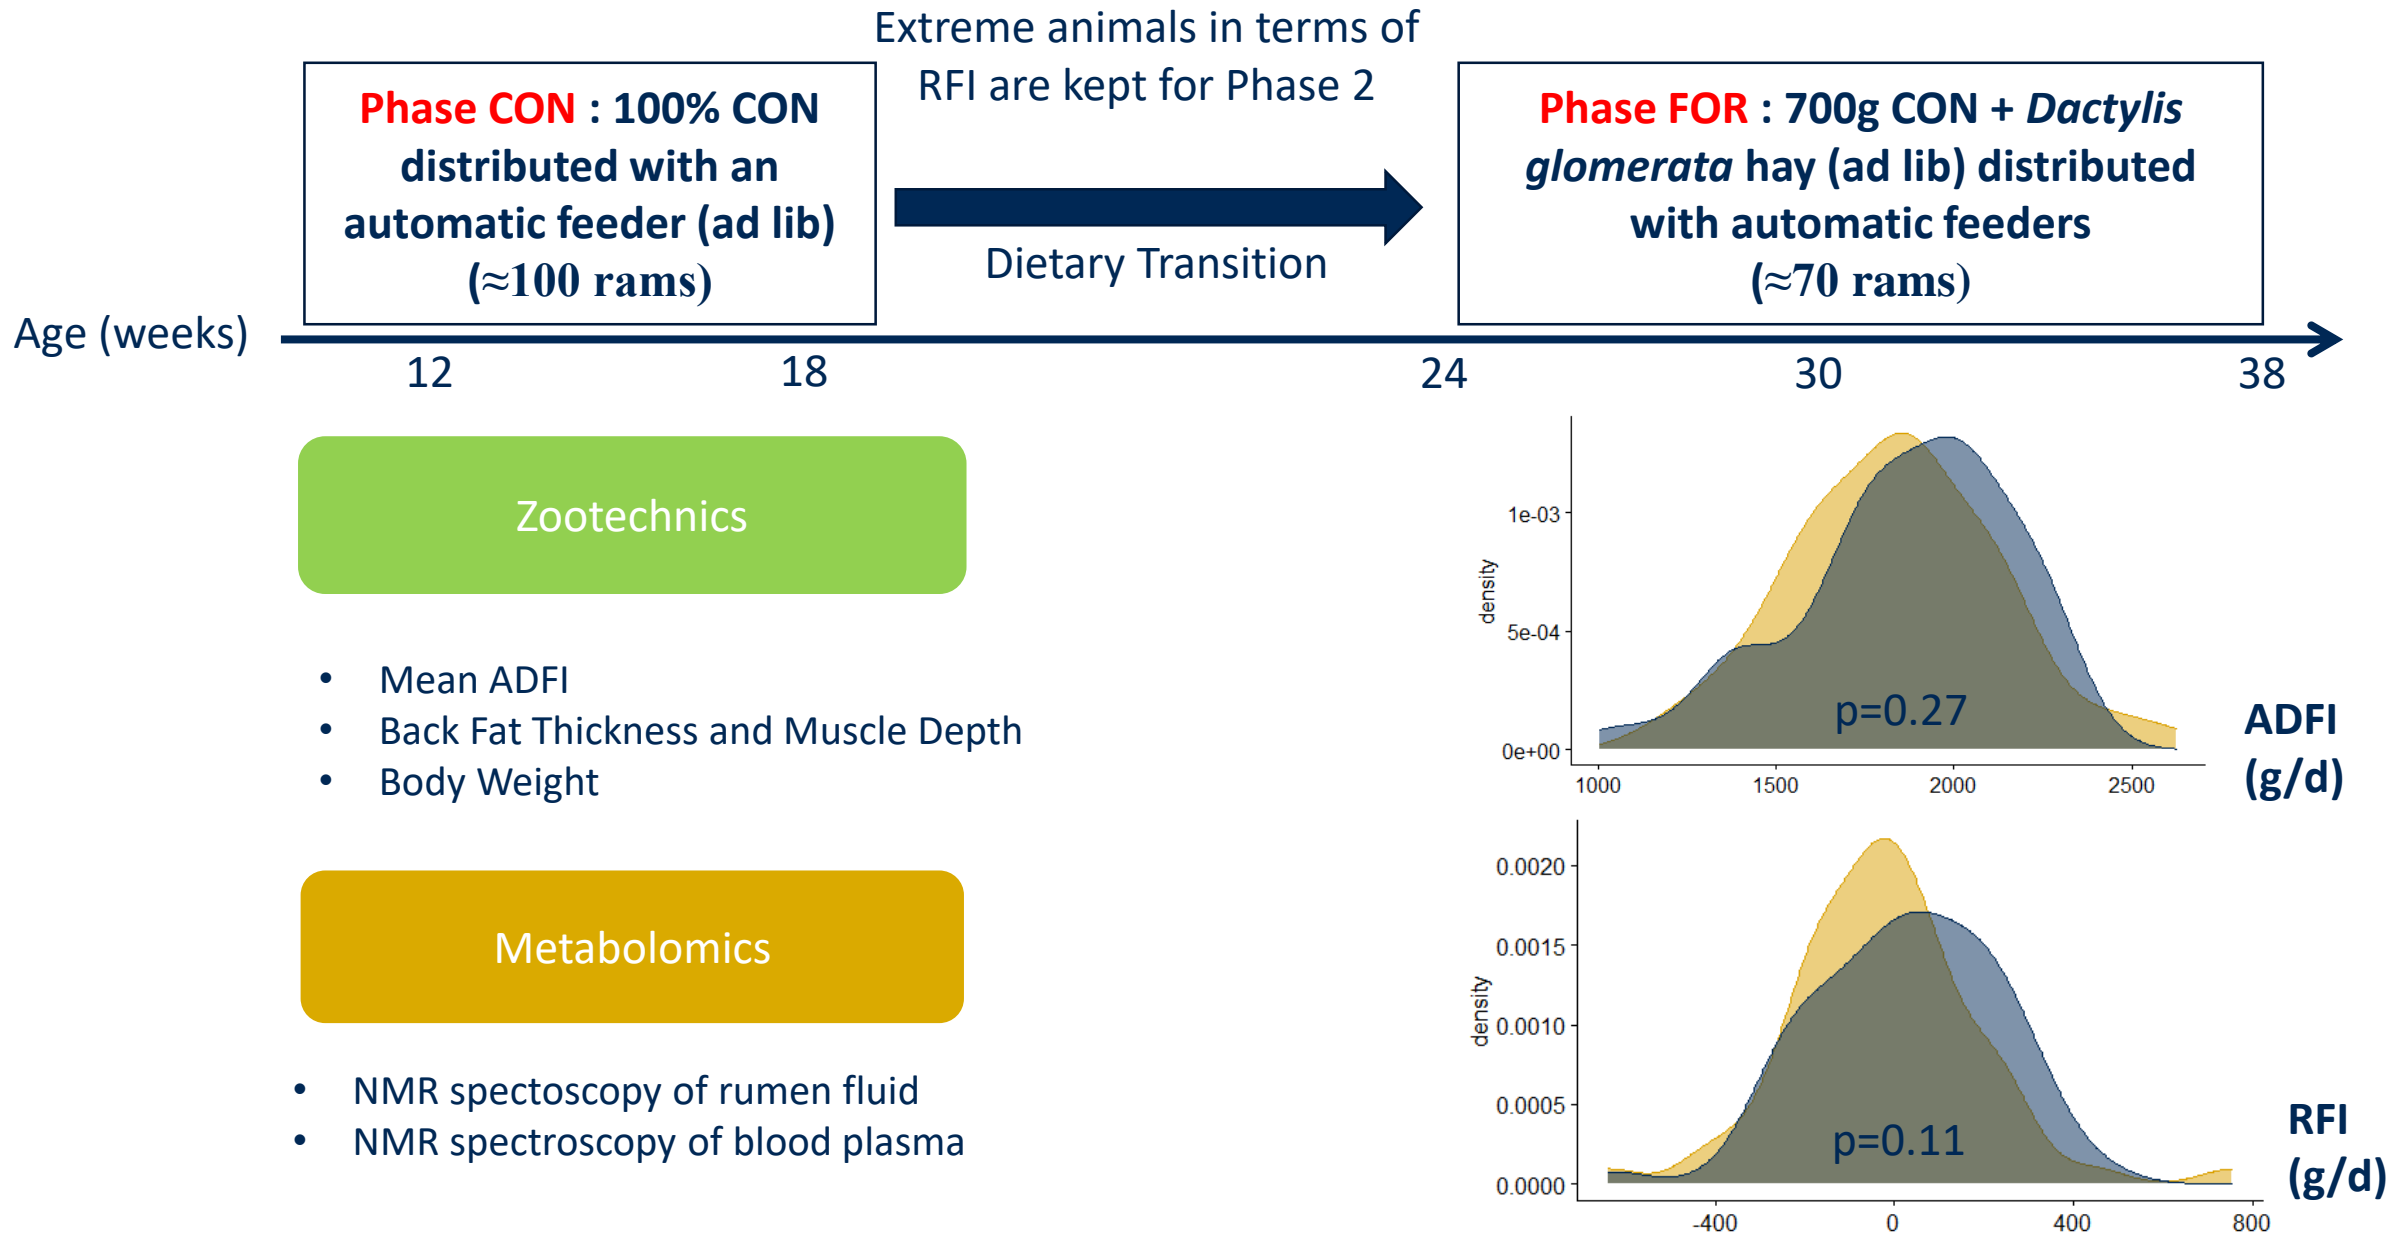 Extreme animals in terms of
RFI are kept for Phase 2
Phase CON : 100% CON
distributed with an
automatic feeder (ad lib)
(≈100 rams)
Dietary Transition
Phase FOR : 700g CON + Dactylis
glomerata hay (ad lib) distributed
with automatic feeders
(≈70 rams)
Age (weeks)
12
18
24
30
38
Zootechnics
• Mean ADFI
• Back Fat Thickness and Muscle Depth
• Body Weight
Metabolomics
• NMR spectoscopy of rumen fluid
• NMR spectroscopy of blood plasma
density
1e-03
5e-04
0e+00
1000
1500
2000
2500
p=0.27
ADFI
(g/d)
density
0.0020
0.0015
0.0010
0.0005
0.0000
-400
0
400
800
p=0.11
RFI
(g/d)